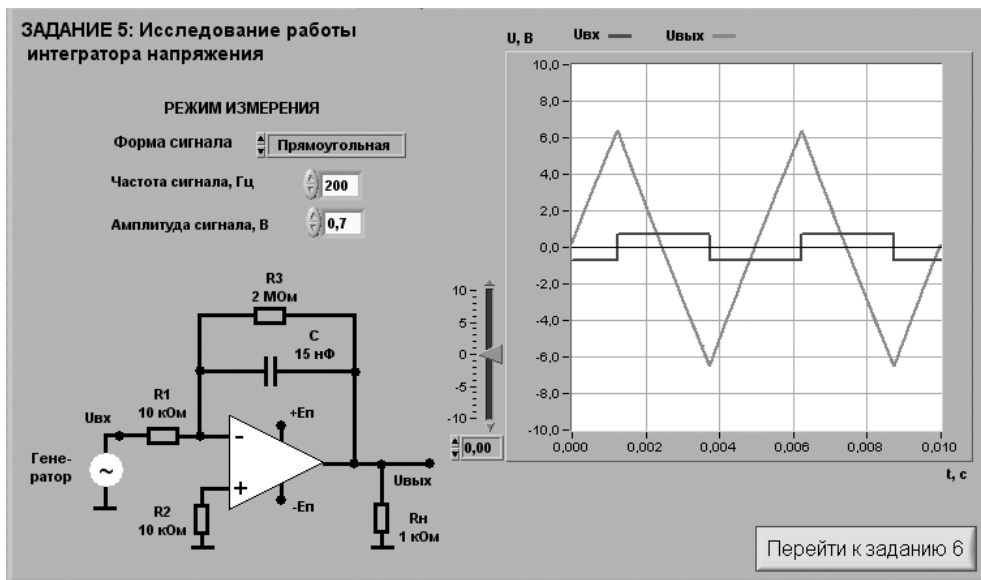 ЗАДАНИЕ 5: Исследование работы
интегратора напряжения
РЕЖИМ ИЗМЕРЕНИЯ
Форма сигнала
Прямоугольная
Частота сигнала, Гц
200
Амплитуда сигнала, В
0,7
R3
2 МОм
C
15 нФ
R1
10 кОм
Uвх
+Eп
-
+
Гене-
ратор
~
-Eп
Uвых
R2
10 кОм
Rн
1 кОм
10
5
0
-5
-10
0,00
U, В
Uвх
Uвых
10,0
8,0
6,0
4,0
2,0
0,0
-2,0
-4,0
-6,0
-8,0
-10,0
0,000
0,002
0,004
0,006
0,008
0,010
t, c
Перейти к заданию 6